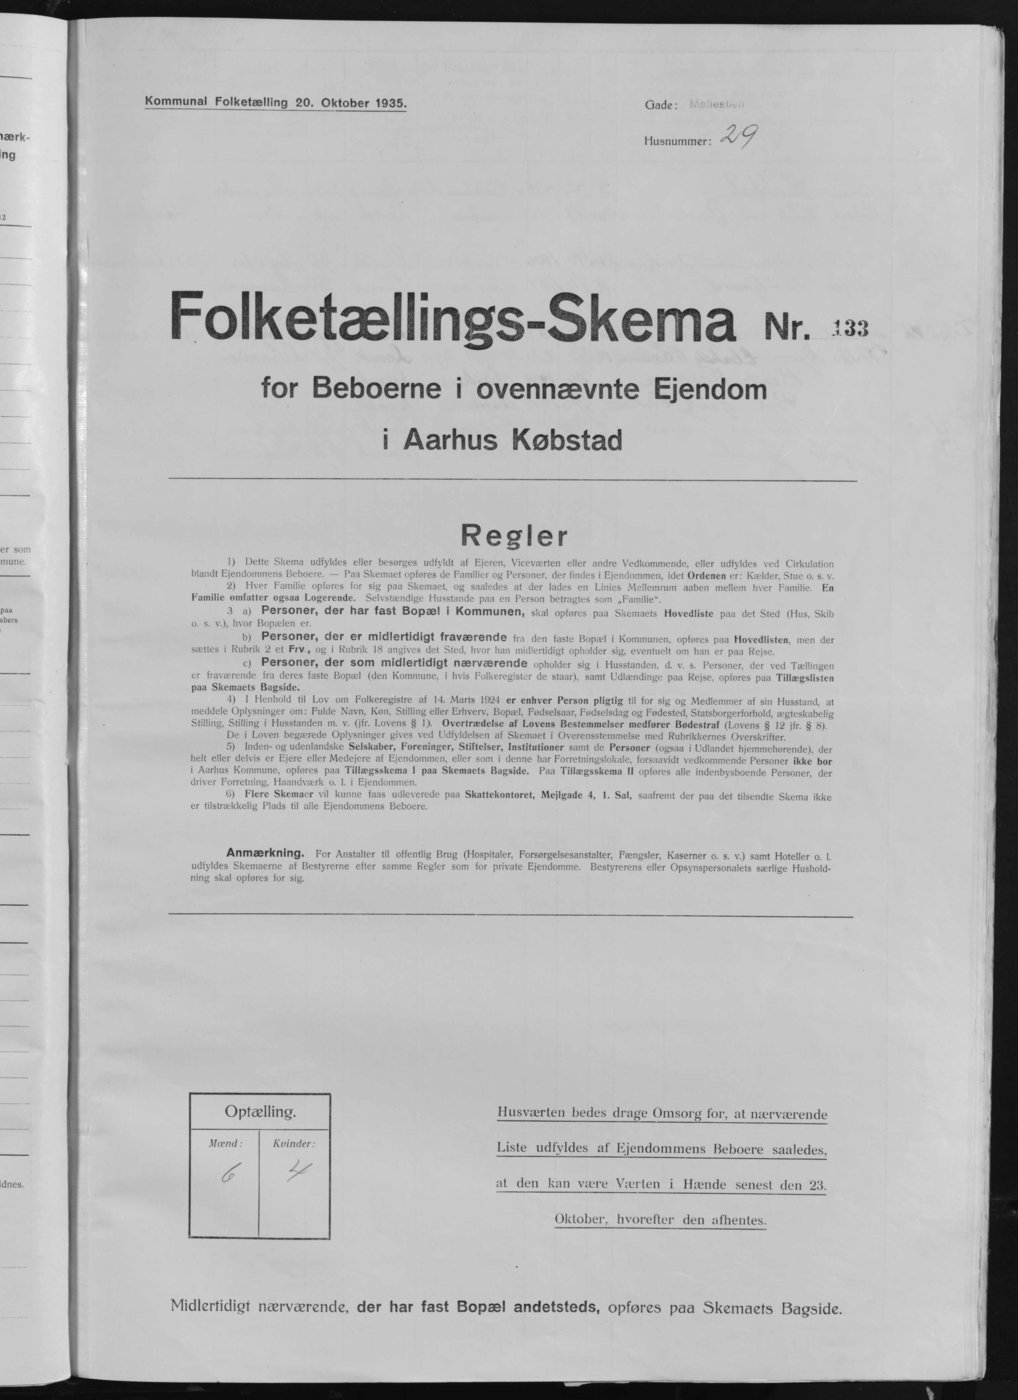 Kommunal Folketælling 20. Oktober 1935.
Gade: Møllestien
Husnummer: 29
Folketællings-Skema Nr. 133
for Beboerne i ovennævnte Ejendom
i Aarhus Købstad
Regler
1) Dette Skema udfyldes eller besørges udfyldt af Ejeren, Viceværten eller andre Vedkommende, eller udfyldes ved Cirkulation
blandt Ejendommens Beboere. — Paa Skemaet opføres de Familier og Personer, der findes i Ejendommen, idet Ordenen er: Kælder, Stue o. s. v.
2) Hver Familie opføres for sig paa Skemaet, og saaledes at der lades en Linies Mellemrum aaben mellem hver Familie. En
Familie omfatter ogsaa Logerende. Selvstændige Husstande paa en Person betragtes som „Familie“.
3 a) Personer, der har fast Bopæl i Kommunen, skal opføres paa Skemaets Hovedliste paa det Sted (Hus, Skib
o. s. v.), hvor Bopælen er.
b) Personer, der er midlertidigt fraværende fra den faste Bopæl i Kommunen, opføres paa Hovedlisten, men der
sættes i Rubrik 2 et Frv., og i Rubrik 18 angives det Sted, hvor han midlertidigt opholder sig, eventuelt om han er paa Rejse.
c) Personer, der som midlertidigt nærværende opholder sig i Husstanden, d. v. s. Personer, der ved Tællingen
er fraværende fra deres faste Bopæl (den Kommune, i hvis Folkeregister de staar), samt Udlændinge paa Rejse, opføres paa Tillægslisten
paa Skemaets Bagside.
4) I Henhold til Lov om Folkeregistre af 14. Marts 1924 er enhver Person pligtig til for sig og Medlemmer af sin Husstand, at
meddele Oplysninger om: Fulde Navn, Køn, Stilling eller Erhverv, Bopæl, Fødselsaar, Fødselsdag og Fødested, Statsborgerforhold, ægteskabelig
Stilling, Stilling i Husstanden m. v. (jfr. Lovens § 1). Overtrædelse af Lovens Bestemmelser medfører Bødestraf (Lovens § 12 jfr. § 8).
De i Loven begærede Oplysninger gives ved Udfyldelsen af Skemaet i Overensstemmelse med Rubrikkernes Overskrifter.
5) Inden- og udenlandske Selskaber, Foreninger, Stiftelser, Institutioner samt de Personer (ogsaa i Udlandet hjemmehørende), der
helt eller delvis er Ejere eller Medejere af Ejendommen, eller som i denne har Forretningslokale, forsaavidt vedkommende Personer ikke bor
i Aarhus Kommune, opføres paa Tillægsskema I paa Skemaets Bagside. Paa Tillægsskema II opføres alle indenbysboende Personer, der
driver Forretning, Haandværk o. l. i Ejendommen.
6) Flere Skemaer vil kunne faas udleverede paa Skattekontoret, Mejlgade 4, 1. Sal, saafremt der paa det tilsendte Skema ikke
er tilstrækkelig Plads til alle Ejendommens Beboere.
Anmærkning. For Anstalter til offentlig Brug (Hospitaler, Forsørgelsesanstalter, Fængsler, Kaserner o. s. v.) samt Hoteller o. l.
udfyldes Skemaerne af Bestyrerne efter samme Regler som for private Ejendomme. Bestyrerens eller Opsynspersonalets særlige Hushold-
ning skal opføres for sig.
Optælling.
Mænd: Kvinder:
6 4
Husværten bedes drage Omsorg for, at nærværende
Liste udfyldes af Ejendommens Beboere saaledes,
at den kan være Værten i Hænde senest den 23.
Oktober, hvorefter den afhentes.
Midlertidigt nærværende, der har fast Bopæl andetsteds, opføres paa Skemaets Bagside.